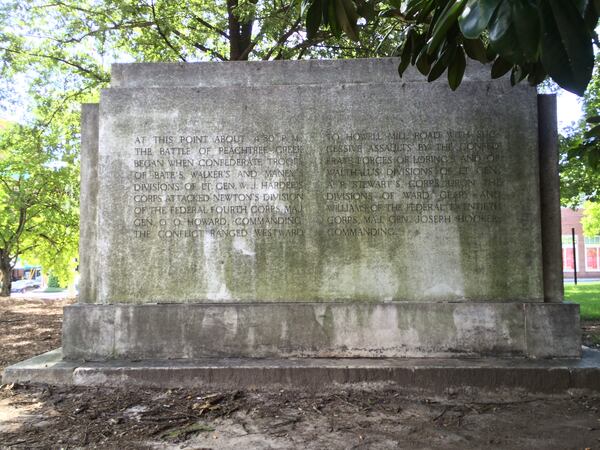 AT THIS POINT ABOUT 3:30 P.M.
THE BATTLE OF PEACHTREE CREEK
BEGAN WHEN CONFEDERATE TROOPS
OF BATE'S, WALKER'S AND MANEY'S
DIVISIONS OF LT. GEN. W. J. HARDEE'S
CORPS ATTACKED NEWTON'S DIVISION
OF THE FEDERAL FOURTH CORPS, MAJ.
GEN. O. O. HOWARD, COMMANDING.
THE CONFLICT RANGED WESTWARD
TO HOWELL MILL ROAD WITH SUC-
CESSIVE ASSAULTS BY THE CONFED-
ERATE FORCES OF LORING'S AND OF
WALTHALL'S DIVISIONS OF LT. GEN.
A. P. STEWART'S CORPS UPON THE
DIVISIONS OF WARD, GEARY AND
WILLIAMS OF THE FEDERAL TWENTIETH
CORPS, MAJ. GEN. JOSEPH HOOKER,
COMMANDING.